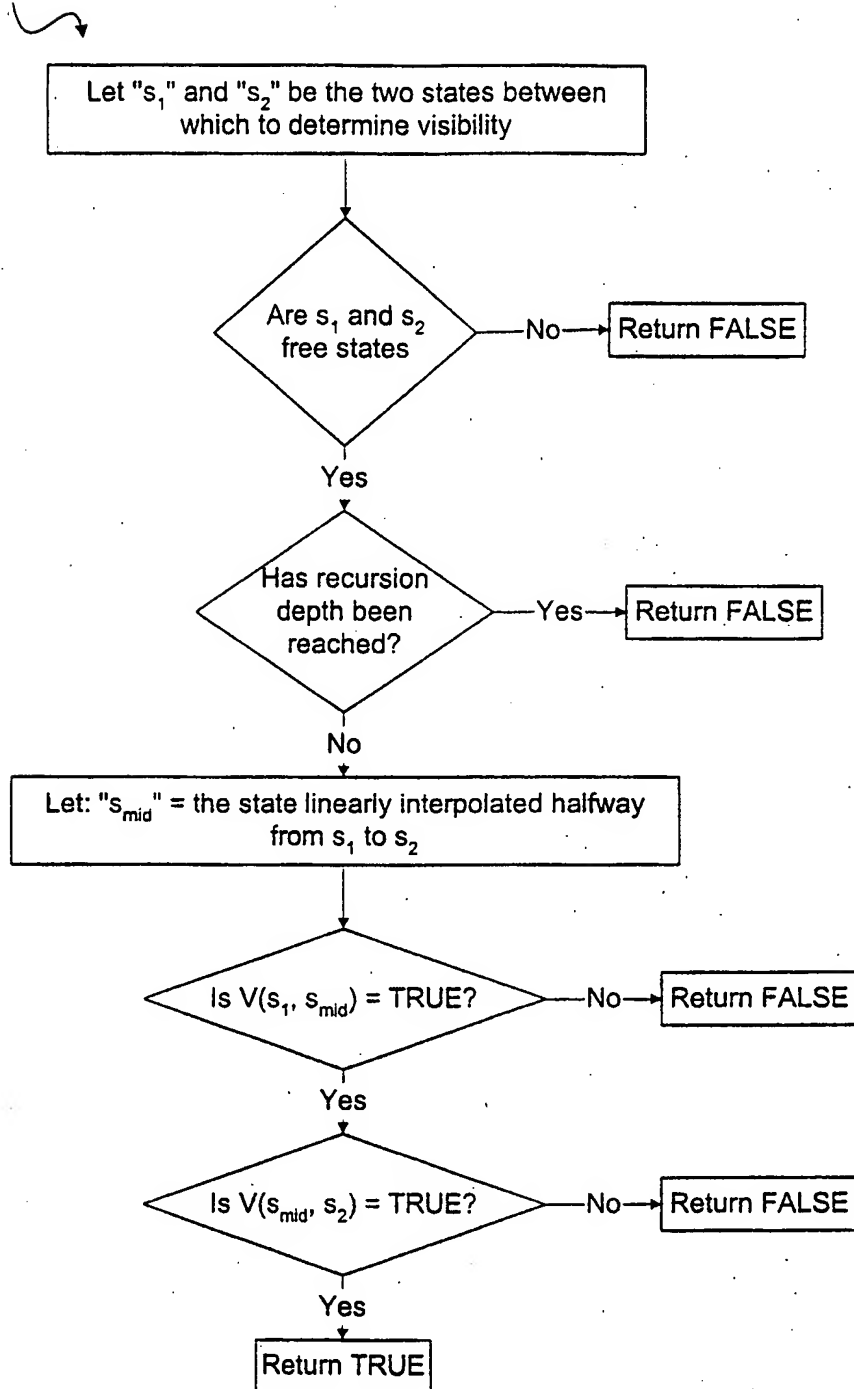 Let "s₁" and "s₂" be the two states between
which to determine visibility
Are s₁ and s₂
free states
No
Return FALSE
Yes
Has recursion
depth been
reached?
Yes
Return FALSE
No
Let: "s_mid" = the state linearly interpolated halfway
from s₁ to s₂
Is V(s₁, s_mid) = TRUE?
No
Return FALSE
Yes
Is V(s_mid, s₂) = TRUE?
No
Return FALSE
Yes
Return TRUE